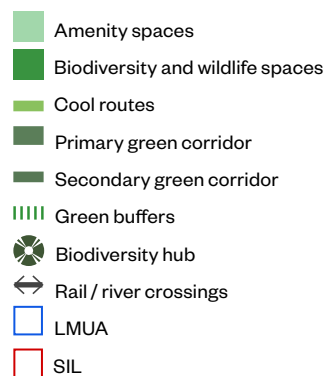 Amenity spaces
Biodiversity and wildlife spaces
Cool routes
Primary green corridor
Secondary green corridor
Green buffers
Biodiversity hub
Rail / river crossings
LMUA
SIL